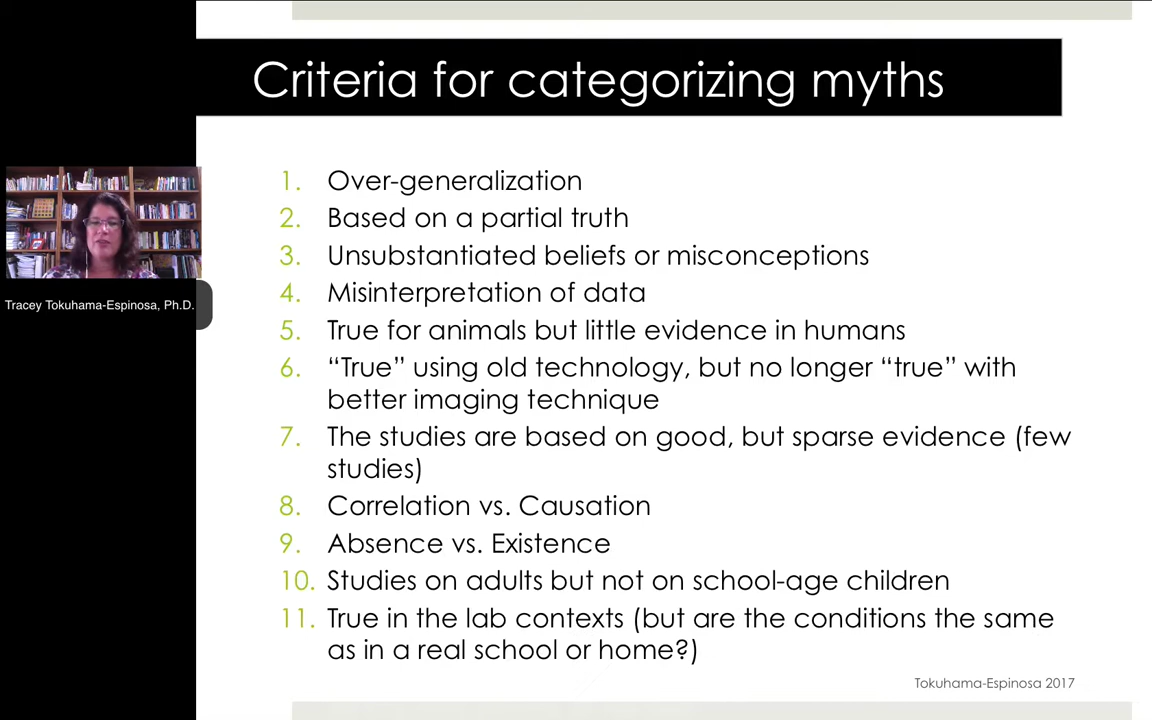 Criteria for categorizing myths
1. Over-generalization
2. Based on a partial truth
3. Unsubstantiated beliefs or misconceptions
4. Misinterpretation of data
5. True for animals but little evidence in humans
6. “True” using old technology, but no longer “true” with
better imaging technique
7. The studies are based on good, but sparse evidence (few
studies)
8. Correlation vs. Causation
9. Absence vs. Existence
10. Studies on adults but not on school-age children
11. True in the lab contexts (but are the conditions the same
as in a real school or home?)
Tracey Tokuhama-Espinosa, Ph.D.
Tokuhama-Espinosa 2017